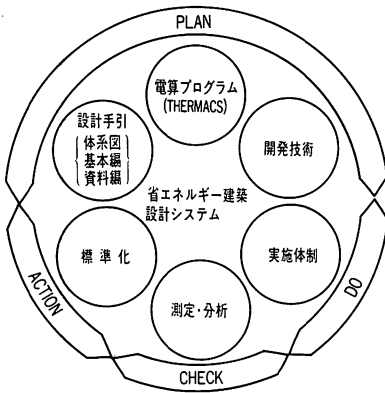 PLAN
電算プログラム
(THERMACS)
設計手引
体系図
基本編
資料編
開発技術
省エネルギー建築
設計システム
標準化
実施体制
測定・分析
ACTION
DO
CHECK